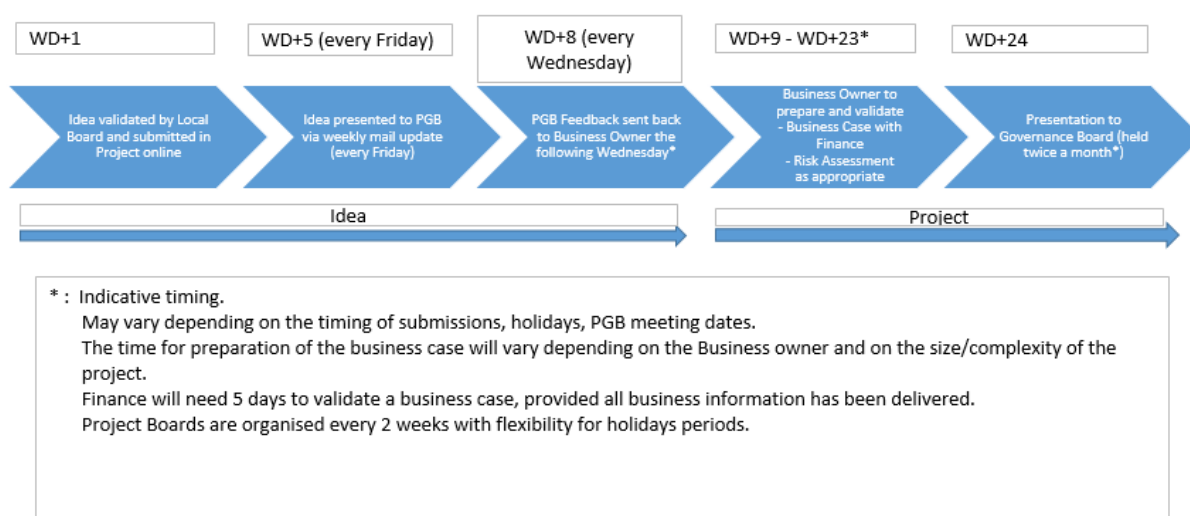 WD+1
WD+5 (every Friday)
WD+8 (every
Wednesday)
WD+9 - WD+23*
WD+24
Idea validated by Local
Board and submitted in
Project online
Idea presented to PGB
via weekly mail update
(every Friday)
PGB Feedback sent back
to Business Owner the
following Wednesday*
Business Owner to
prepare and validate
- Business Case with
Finance
- Risk Assessment
as appropriate
Presentation to
Governance Board (held
twice a month*)
Idea
Project
* : Indicative timing.
May vary depending on the timing of submissions, holidays, PGB meeting dates.
The time for preparation of the business case will vary depending on the Business owner and on the size/complexity of the
project.
Finance will need 5 days to validate a business case, provided all business information has been delivered.
Project Boards are organised every 2 weeks with flexibility for holidays periods.